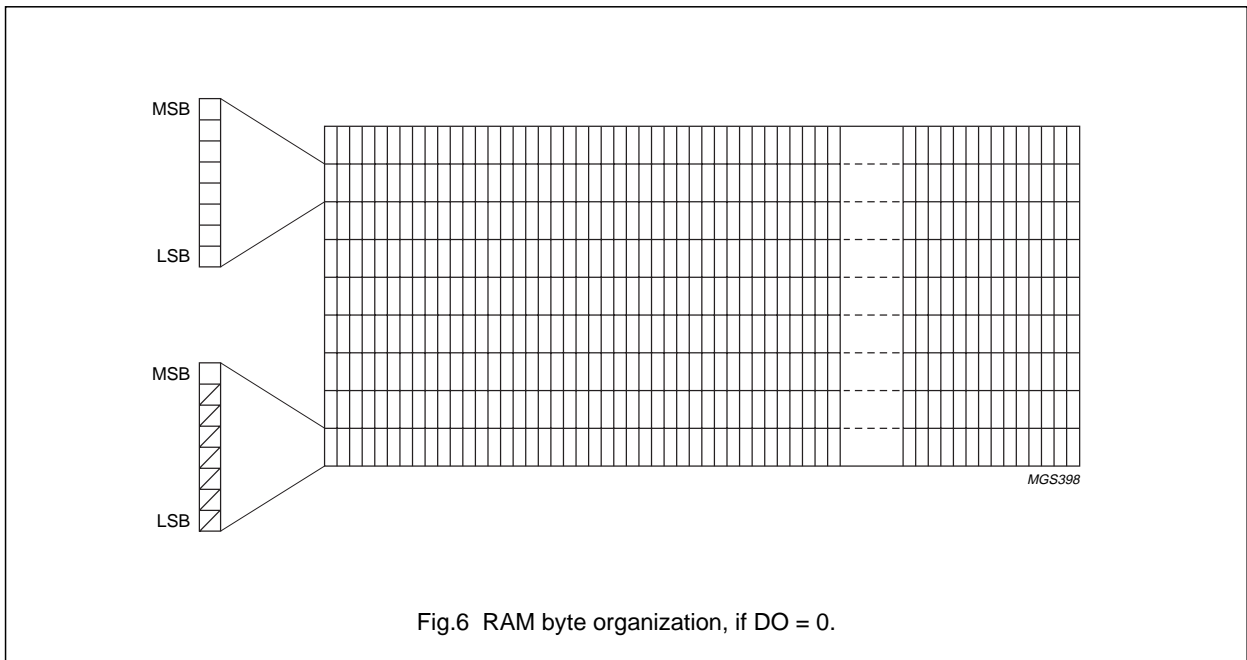 MSB
LSB
MSB
LSB
MGS398
Fig.6 RAM byte organization, if DO = 0.